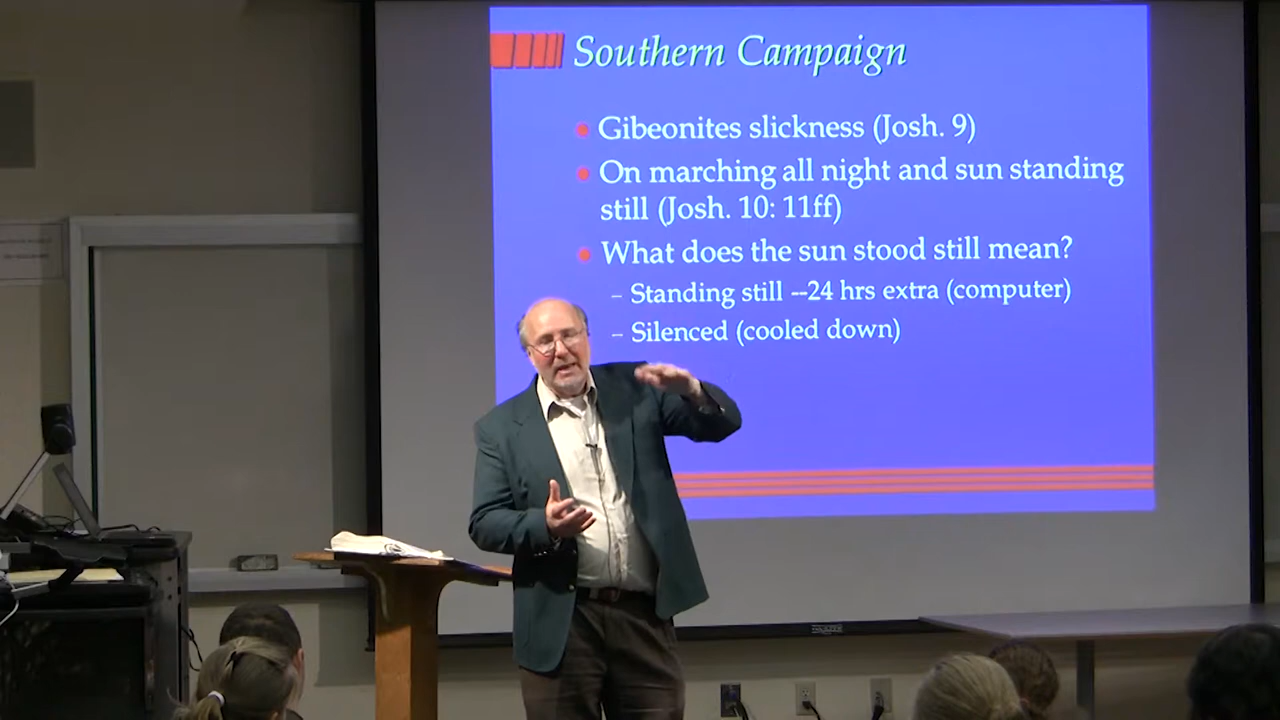 Southern Campaign
Gibeonites slickness (Josh. 9)
On marching all night and sun standing
still (Josh. 10: 11ff)
What does the sun stood still mean?
– Standing still --24 hrs extra (computer)
– Silenced (cooled down)